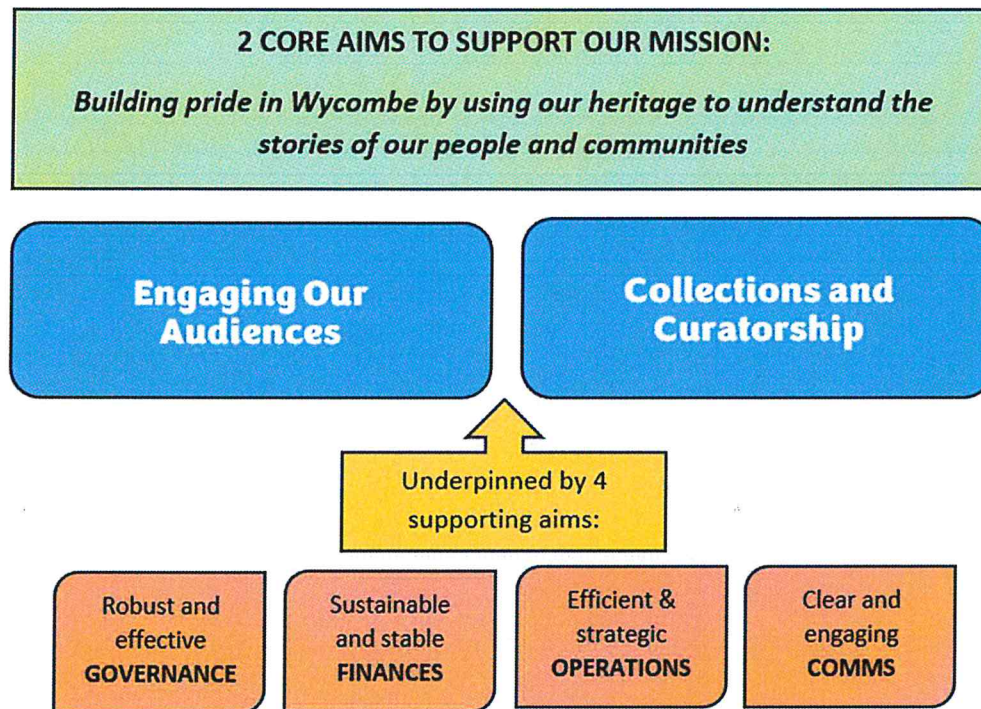 2 CORE AIMS TO SUPPORT OUR MISSION:
Building pride in Wycombe by using our heritage to understand the
stories of our people and communities
Engaging Our
Audiences
Collections and
Curatorship
Underpinned by 4
supporting aims:
Robust and
effective
GOVERNANCE
Sustainable
and stable
FINANCES
Efficient &
strategic
OPERATIONS
Clear and
engaging
COMMS